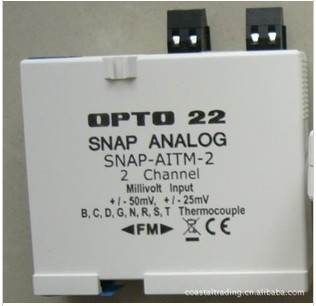 OPTO 22
SNAP ANALOG
SNAP-AITM-2
2 Channel
Millivolt Input
+/- 50mV, +/- 25mV
B, C, D, G, N, R, S, T Thermocouple
FM CE
coastaltrading.cn.alibaba.com